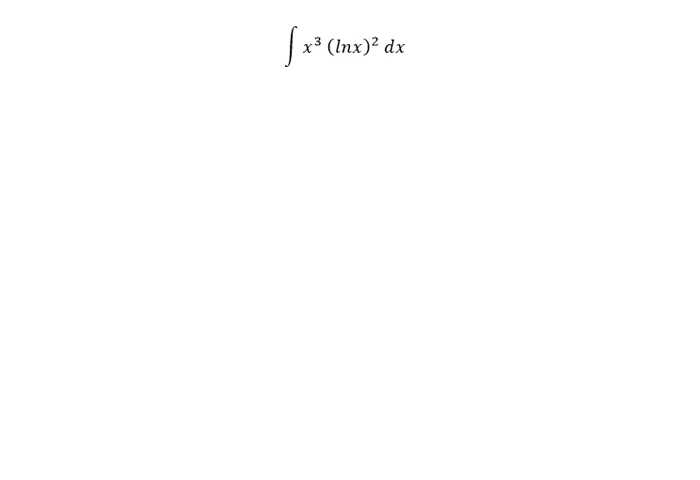 ∫ x³ (lnx)² dx